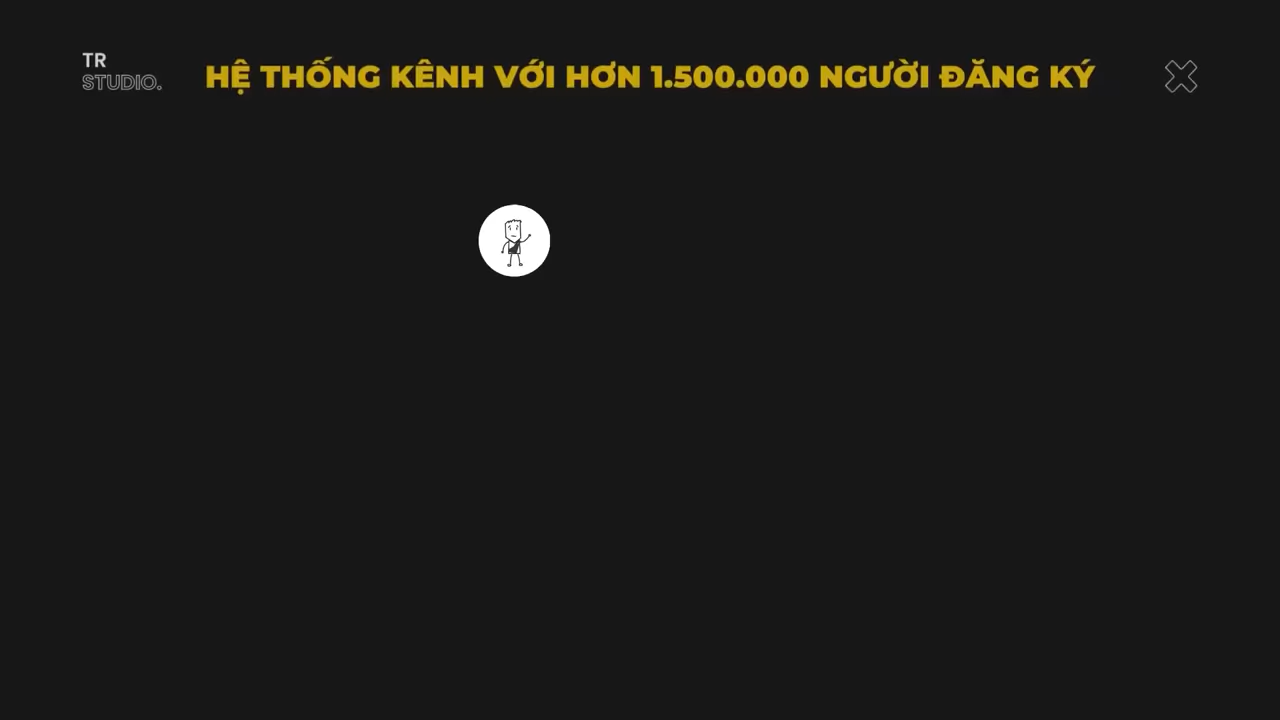 TR
STUDIO.
HỆ THỐNG KÊNH VỚI HƠN 1.500.000 NGƯỜI ĐĂNG KÝ